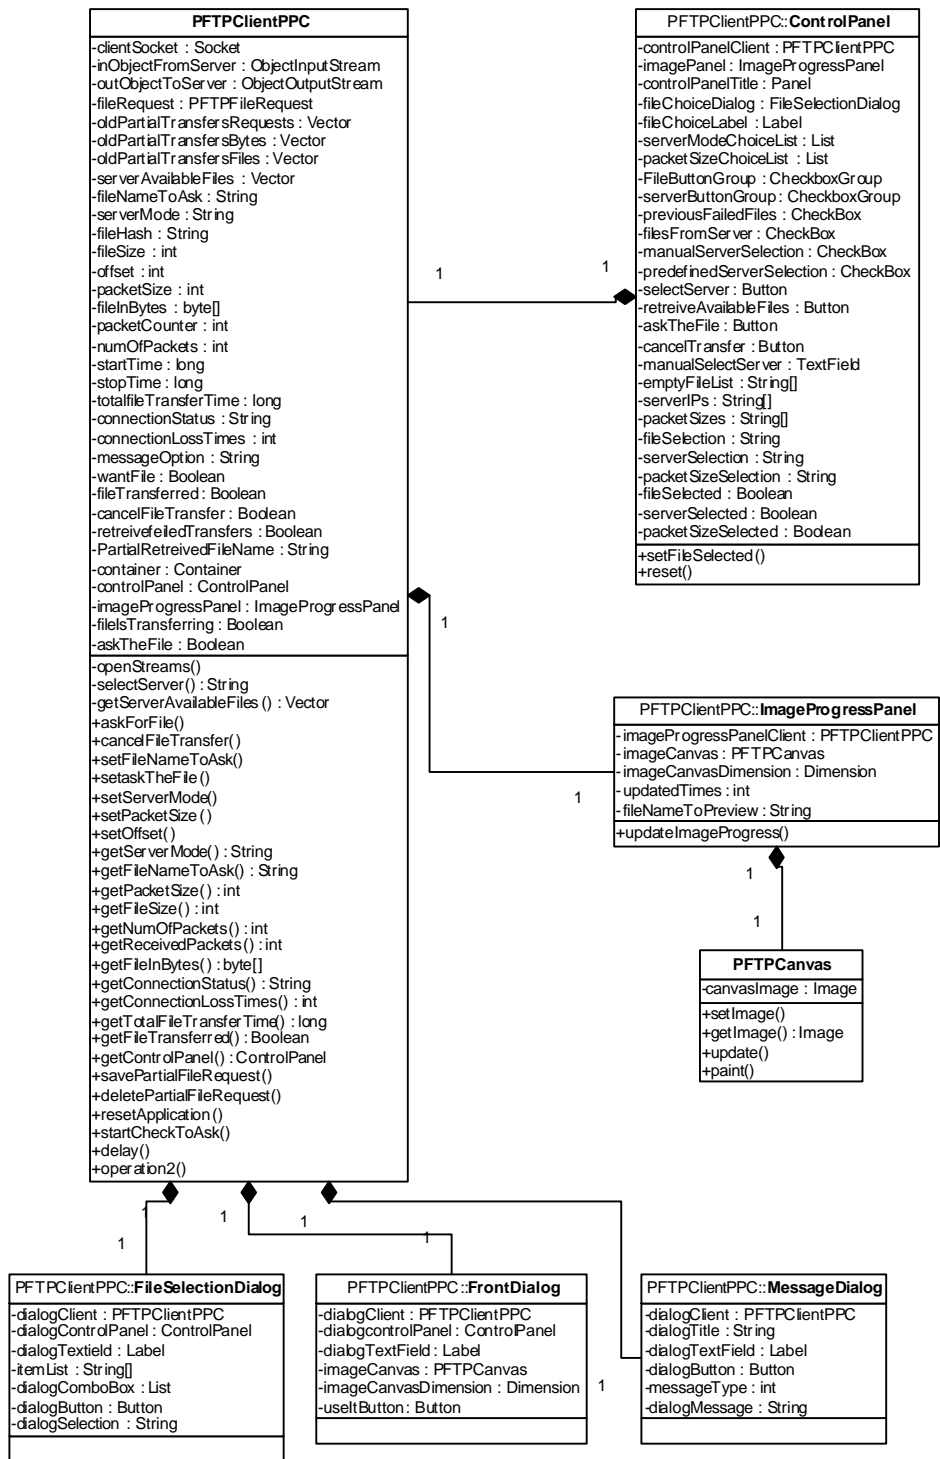 PFTPClientPPC
-clientSocket : Socket
-inObjectFromServer : ObjectInputStream
-outObjectToServer : ObjectOutputStream
-fileRequest : PFTPFileRequest
-oldPartialTransfersRequests : Vector
-oldPartialTransfersBytes : Vector
-oldPartialTransfersFiles : Vector
-serverAvailableFiles : Vector
-fileNameToAsk : String
-serverMode : String
-fileHash : String
-fileSize : int
-offset : int
-packetSize : int
-fileInBytes : byte[]
-packetCounter : int
-numOfPackets : int
-startTime : long
-stopTime : long
-totalfileTransferTime : long
-connectionStatus : String
-connectionLossTimes : int
-messageOption : String
-wantFile : Boolean
-fileTransferred : Boolean
-cancelFileTransfer : Boolean
-retreivefeiledTransfers : Boolean
-PartialRetreivedFileName : String
-container : Container
-controlPanel : ControlPanel
-imageProgressPanel : ImageProgressPanel
-fileIsTransferring : Boolean
-askTheFile : Boolean
-openStreams()
-selectServer() : String
-getServerAvailableFiles() : Vector
+askForFile()
+cancelFileTransfer()
+setFileNameToAsk()
+setaskTheFile()
+setServerMode()
+setPacketSize()
+setOffset()
+getServerMode() : String
+getFileNameToAsk() : String
+getPacketSize() : int
+getFileSize() : int
+getNumOfPackets() : int
+getReceivedPackets() : int
+getFileInBytes() : byte[]
+getConnectionStatus() : String
+getConnectionLossTimes() : int
+getTotalFileTransferTime() : long
+getFileTransferred() : Boolean
+getControlPanel() : ControlPanel
+savePartialFileRequest()
+deletePartialFileRequest()
+resetApplication()
+startCheckToAsk()
+delay()
+operation2()
PFTPClientPPC::ControlPanel
-controlPanelClient : PFTPClientPPC
-imagePanel : ImageProgressPanel
-controlPanelTitle : Panel
-fileChoiceDialog : FileSelectionDialog
-fileChoiceLabel : Label
-serverModeChoiceList : List
-packetSizeChoiceList : List
-FileButtonGroup : CheckboxGroup
-serverButtonGroup : CheckboxGroup
-previousFailedFiles : CheckBox
-filesFromServer : CheckBox
-manualServerSelection : CheckBox
-predefinedServerSelection : CheckBox
-selectServer : Button
-retreiveAvailableFiles : Button
-askTheFile : Button
-cancelTransfer : Button
-manualSelectServer : TextField
-emptyFileList : String[]
-serverIPs : String[]
-packetSizes : String[]
-fileSelection : String
-serverSelection : String
-packetSizeSelection : String
-fileSelected : Boolean
-serverSelected : Boolean
-packetSizeSelected : Boolean
+setFileSelected()
+reset()
1
1
1
1
PFTPClientPPC::ImageProgressPanel
-imageProgressPanelClient : PFTPClientPPC
-imageCanvas : PFTPCanvas
-imageCanvasDimension : Dimension
-updatedTimes : int
-fileNameToPreview : String
+updateImageProgress()
1
1
PFTPCanvas
-canvasImage : Image
+setImage()
+getImage() : Image
+update()
+paint()
1
1
1
1
1
1
PFTPClientPPC::FileSelectionDialog
-dialogClient : PFTPClientPPC
-dialogControlPanel : ControlPanel
-dialogTextield : Label
-itemList : String[]
-dialogComboBox : List
-dialogButton : Button
-dialogSelection : String
PFTPClientPPC::FrontDialog
-dialogClient : PFTPClientPPC
-dialogcontrolPanel : ControlPanel
-dialogTextField : Label
-imageCanvas : PFTPCanvas
-imageCanvasDimension : Dimension
-useItButton: Button
PFTPClientPPC::MessageDialog
-dialogClient : PFTPClientPPC
-dialogTitle : String
-dialogTextField : Label
-dialogButton : Button
-messageType : int
-dialogMessage : String